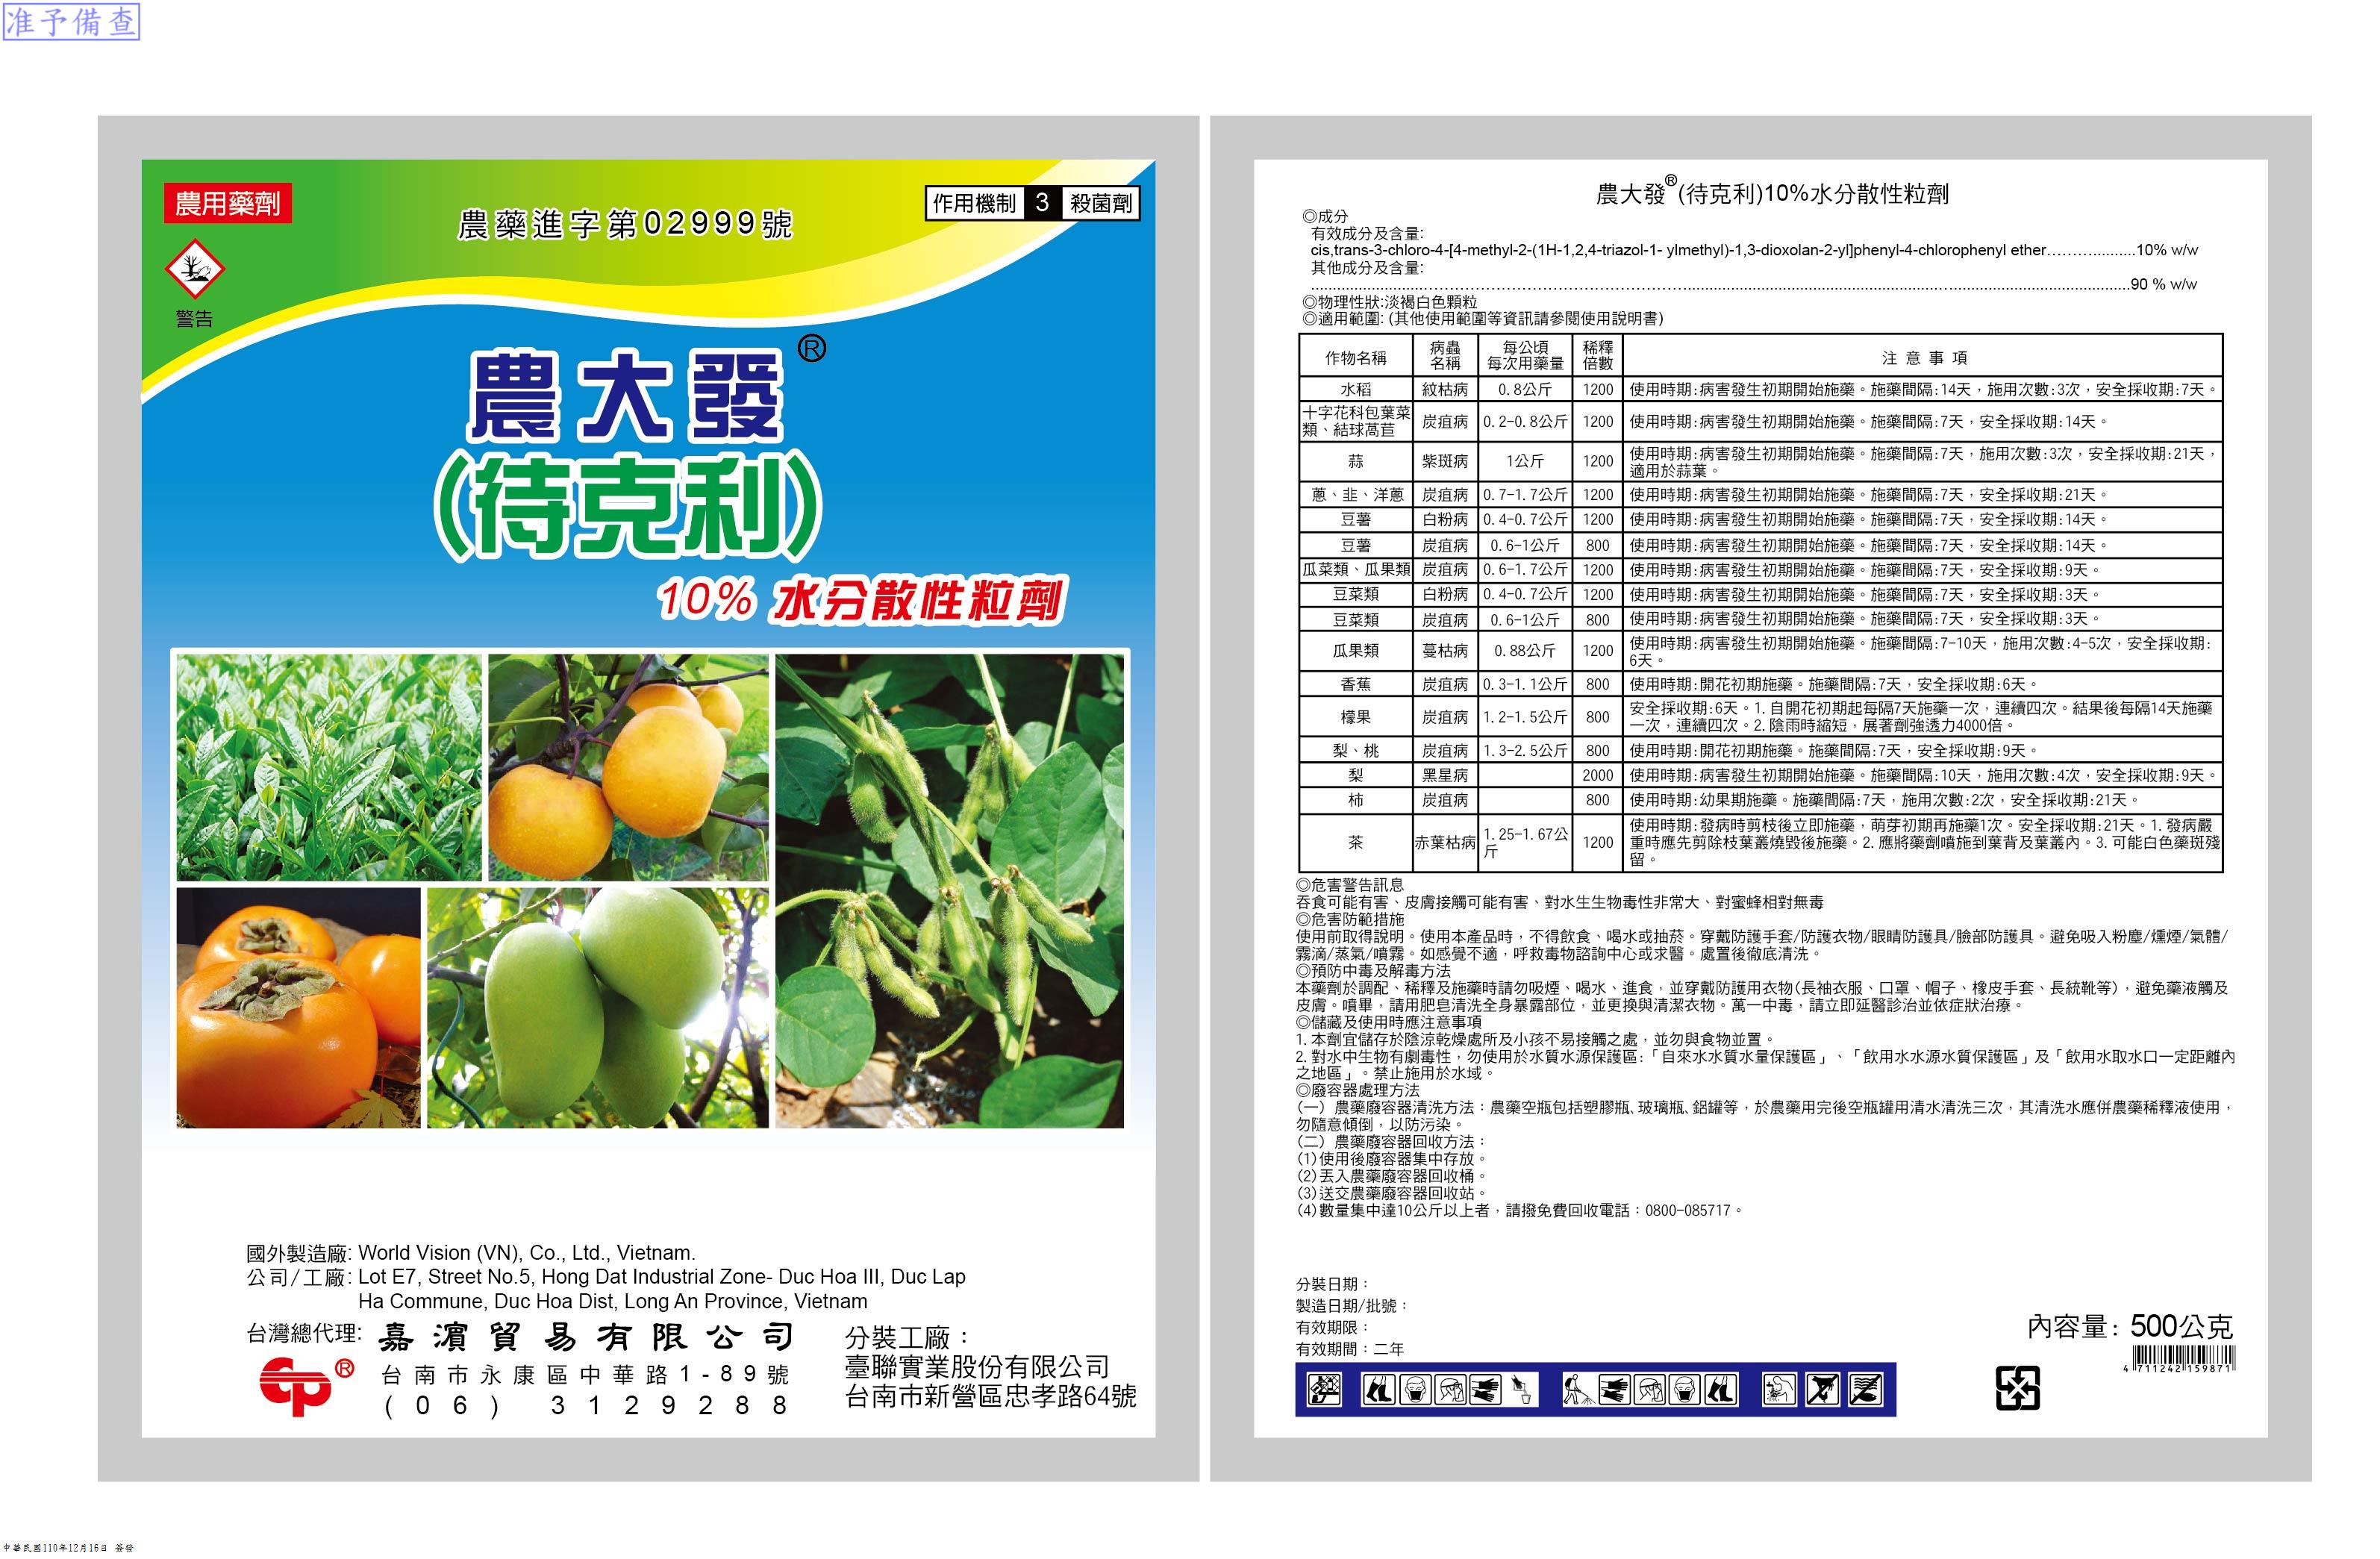 准予備查
農用藥劑
農藥進字第02999號
作用機制 3 殺菌劑
警告
農大發®
(待克利)
10% 水分散性粒劑
國外製造廠: World Vision (VN), Co., Ltd., Vietnam.
公司/工廠: Lot E7, Street No.5, Hong Dat Industrial Zone- Duc Hoa III, Duc Lap
Ha Commune, Duc Hoa Dist, Long An Province, Vietnam
台灣總代理: 嘉濵貿易有限公司
台南市永康區中華路1-89號
(06) 3129288
分裝工廠：
臺聯實業股份有限公司
台南市新營區忠孝路64號
農大發®(待克利)10%水分散性粒劑
◎成分
有效成分及含量:
cis,trans-3-chloro-4-[4-methyl-2-(1H-1,2,4-triazol-1- ylmethyl)-1,3-dioxolan-2-yl]phenyl-4-chlorophenyl ether....................10% w/w
其他成分及含量:
....................90 % w/w
◎物理性狀:淡褐白色顆粒
◎適用範圍: (其他使用範圍等資訊請參閱使用說明書)
作物名稱 病蟲名稱 每公頃每次用藥量 稀釋倍數 注意事項
水稻 紋枯病 0.8公斤 1200 使用時期:病害發生初期開始施藥。施藥間隔:14天，施用次數:3次，安全採收期:7天。
十字花科包葉菜類、結球萵苣 炭疽病 0.2-0.8公斤 1200 使用時期:病害發生初期開始施藥。施藥間隔:7天，安全採收期:14天。
蒜 紫斑病 1公斤 1200 使用時期:病害發生初期開始施藥。施藥間隔:7天，施用次數:3次，安全採收期:21天，
適用於蒜葉。
蔥、韭、洋蔥 炭疽病 0.7-1.7公斤 1200 使用時期:病害發生初期開始施藥。施藥間隔:7天，安全採收期:21天。
豆薯 白粉病 0.4-0.7公斤 1200 使用時期:病害發生初期開始施藥。施藥間隔:7天，安全採收期:14天。
豆薯 炭疽病 0.6-1公斤 800 使用時期:病害發生初期開始施藥。施藥間隔:7天，安全採收期:14天。
瓜菜類、瓜果類 炭疽病 0.6-1.7公斤 1200 使用時期:病害發生初期開始施藥。施藥間隔:7天，安全採收期:9天。
豆菜類 白粉病 0.4-0.7公斤 1200 使用時期:病害發生初期開始施藥。施藥間隔:7天，安全採收期:3天。
豆菜類 炭疽病 0.6-1公斤 800 使用時期:病害發生初期開始施藥。施藥間隔:7天，安全採收期:3天。
瓜果類 蔓枯病 0.88公斤 1200 使用時期:病害發生初期開始施藥。施藥間隔:7-10天，施用次數:4-5次，安全採收期:
6天。
香蕉 炭疽病 0.3-1.1公斤 800 使用時期:開花初期施藥。施藥間隔:7天，安全採收期:6天。
檬果 炭疽病 1.2-1.5公斤 800 安全採收期:6天。1.自開花初期起每隔7天施藥一次，連續四次。結果後每隔14天施藥
一次，連續四次。2.陰雨時縮短，展著劑強透力4000倍。
梨、桃 炭疽病 1.3-2.5公斤 800 使用時期:開花初期施藥。施藥間隔:7天，安全採收期:9天。
梨 黑星病 2000 使用時期:病害發生初期開始施藥。施藥間隔:10天，施用次數:4次，安全採收期:9天。
柿 炭疽病 800 使用時期:幼果期施藥。施藥間隔:7天，施用次數:2次，安全採收期:21天。
茶 赤葉枯病 1.25-1.67公斤 1200 使用時期:發病時剪枝後立即施藥，萌芽初期再施藥1次。安全採收期:21天。1.發病嚴
重時應先剪除枝葉叢燒毀後施藥。2.應將藥劑噴施到葉背及葉叢內。3.可能白色藥斑殘
留。
◎危害警告訊息
吞食可能有害、皮膚接觸可能有害、對水生生物毒性非常大、對蜜蜂相對無毒
◎危害防範措施
使用前取得說明。使用本產品時，不得飲食、喝水或抽菸。穿戴防護手套/防護衣物/眼睛防護具/臉部防護具。避免吸入粉塵/燻煙/氣體/
霧滴/蒸氣/噴霧。如感覺不適，呼救毒物諮詢中心或求醫。處置後徹底清洗。
◎預防中毒及解毒方法
本藥劑於調配、稀釋及施藥時請勿吸煙、喝水、進食，並穿戴防護用衣物(長袖衣服、口罩、帽子、橡皮手套、長統靴等)，避免藥液觸及
皮膚。噴畢，請用肥皂清洗全身暴露部位，並更換與清潔衣物。萬一中毒，請立即延醫診治並依症狀治療。
◎儲藏及使用時應注意事項
1.本劑宜儲存於陰涼乾燥處所及小孩不易接觸之處，並勿與食物並置。
2.對水中生物有劇毒性，勿使用於水質水源保護區:「自來水水質水量保護區」、「飲用水水源水質保護區」及「飲用水取水口一定距離內
之地區」。禁止施用於水域。
◎廢容器處理方法
(一) 農藥廢容器清洗方法：農藥空瓶包括塑膠瓶、玻璃瓶、鋁罐等，於農藥用完後空瓶罐用清水清洗三次，其清洗水應併農藥稀釋液使用，
勿隨意傾倒，以防污染。
(二) 農藥廢容器回收方法：
(1)使用後廢容器集中存放。
(2)丟入農藥廢容器回收桶。
(3)送交農藥廢容器回收站。
(4)數量集中達10公斤以上者，請撥免費回收電話：0800-085717。
分裝日期：
製造日期/批號：
有效期限：
有效期間：二年
內容量：500公克
4 711242 159871
中華民國110年12月16日 簽發